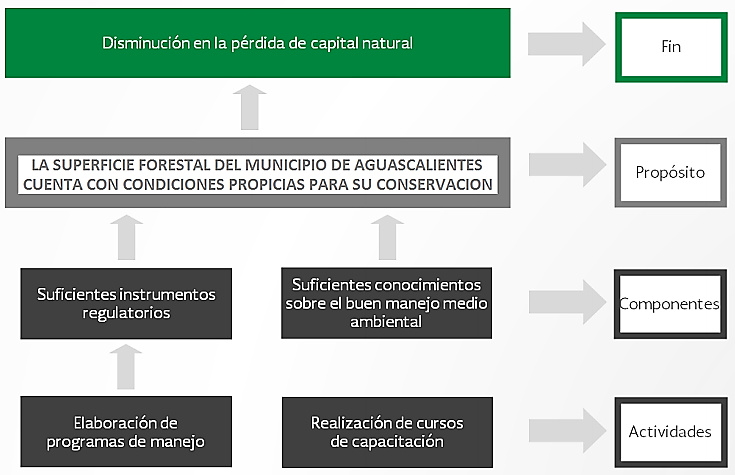 Disminución en la pérdida de capital natural
Fin
LA SUPERFICIE FORESTAL DEL MUNICIPIO DE AGUASCALIENTES
CUENTA CON CONDICIONES PROPICIAS PARA SU CONSERVACION
Propósito
Suficientes instrumentos
regulatorios
Suficientes conocimientos
sobre el buen manejo medio
ambiental
Componentes
Elaboración de
programas de manejo
Realización de cursos
de capacitación
Actividades